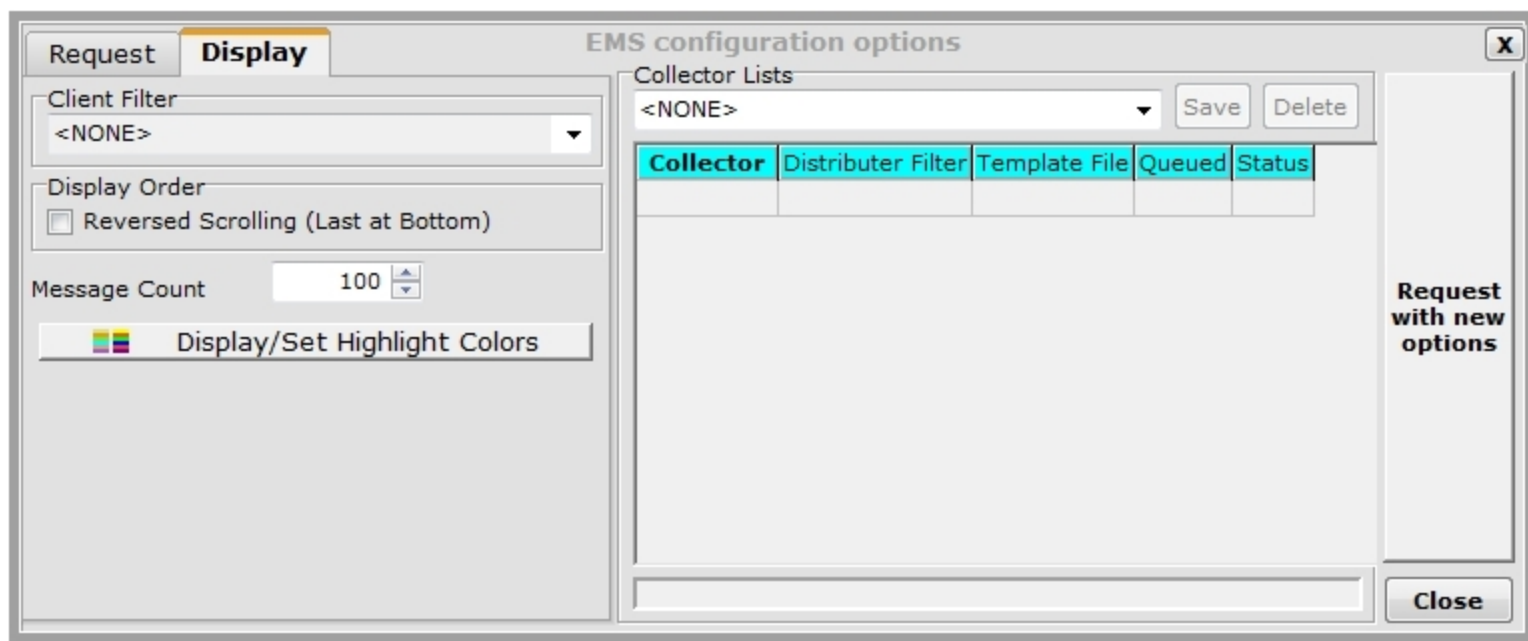 EMS configuration options
X
Request
Display
Client Filter
<NONE>
Display Order
Reversed Scrolling (Last at Bottom)
Message Count
100
Display/Set Highlight Colors
Collector Lists
<NONE>
Save
Delete
Collector Distributer Filter Template File Queued Status
Request
with new
options
Close